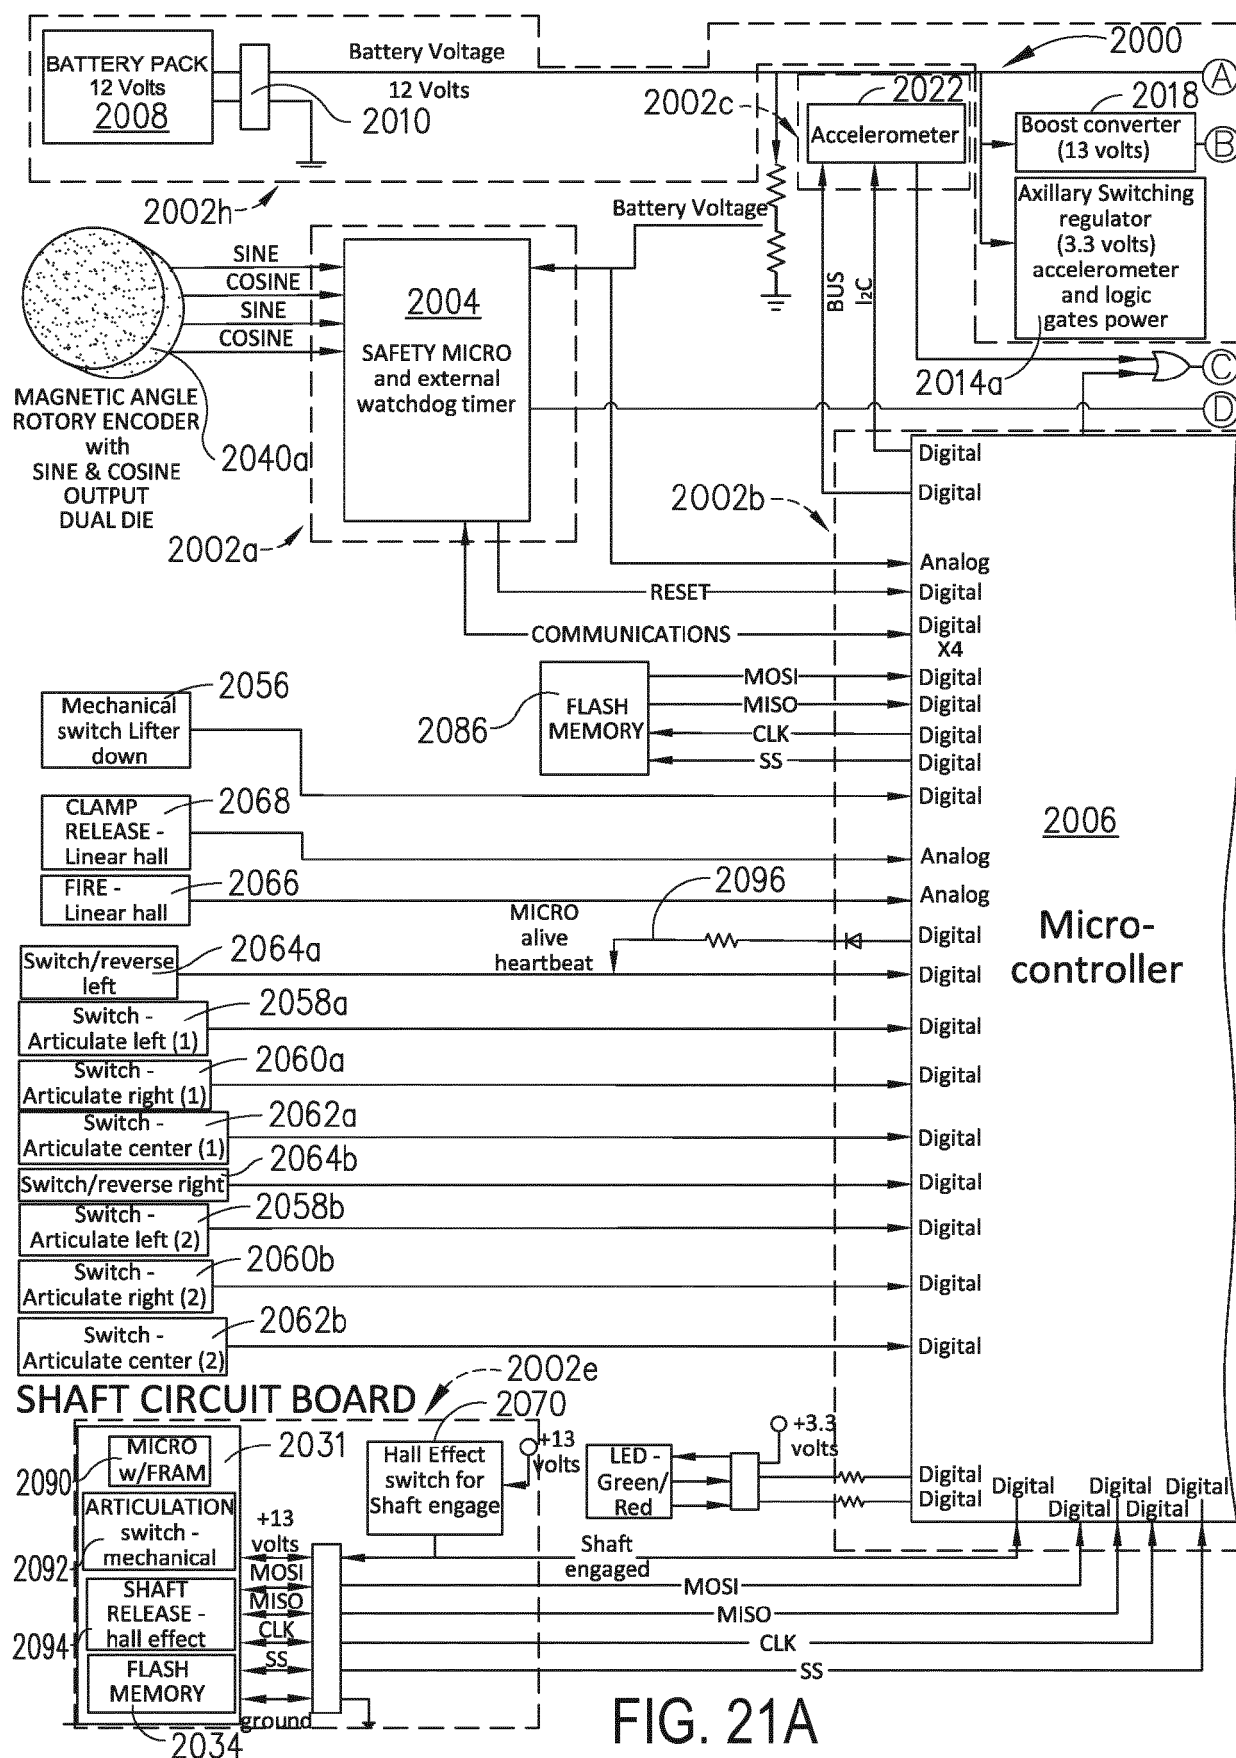 2000
BATTERY PACK
12 Volts
2008
Battery Voltage
12 Volts
2010
2002h
2002c
2022
Accelerometer
2018
Boost converter
(13 volts)
A
B
Axillary Switching
regulator
(3.3 volts)
accelerometer
and logic
gates power
2014a
C
D
Battery Voltage
BUS
I₂C
SINE
COSINE
SINE
COSINE
2004
SAFETY MICRO
and external
watchdog timer
MAGNETIC ANGLE
ROTORY ENCODER
with
SINE & COSINE
OUTPUT
DUAL DIE
2040a
2002a
2002b
Digital
Digital
Analog
RESET
Digital
COMMUNICATIONS
Digital
X4
2086
FLASH
MEMORY
MOSI
Digital
MISO
Digital
CLK
Digital
SS
Digital
2056
Mechanical
switch Lifter
down
Digital
2068
CLAMP
RELEASE -
Linear hall
Analog
2066
FIRE -
Linear hall
Analog
2096
MICRO
alive
heartbeat
Digital
2006
Micro-
controller
2064a
Switch/reverse
left
Digital
2058a
Switch -
Articulate left (1)
Digital
2060a
Switch -
Articulate right (1)
Digital
2062a
Switch -
Articulate center (1)
Digital
2064b
Switch/reverse right
Digital
2058b
Switch -
Articulate left (2)
Digital
2060b
Switch -
Articulate right (2)
Digital
2062b
Switch -
Articulate center (2)
Digital
SHAFT CIRCUIT BOARD
2002e
2070
2031
2090
MICRO
w/FRAM
Hall Effect
switch for
Shaft engage
+13
volts
LED -
Green/
Red
+3.3
volts
Digital
Digital
Digital
Digital
Digital
Digital
Digital
ARTICULATION
switch -
mechanical
2092
SHAFT
RELEASE -
hall effect
2094
FLASH
MEMORY
2034
+13
volts
MOSI
MISO
CLK
SS
ground
Shaft
engaged
MOSI
MISO
CLK
SS
FIG. 21A